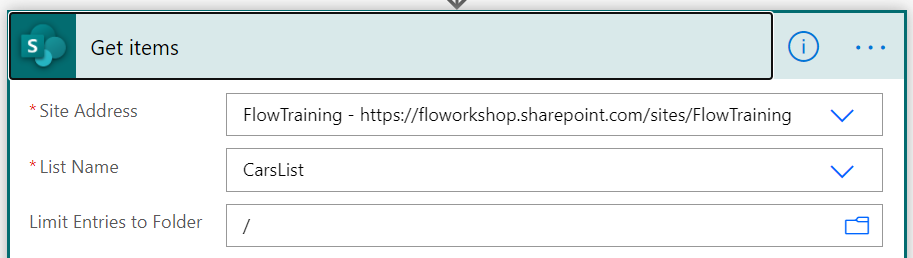 Get items
* Site Address
FlowTraining - https://floworkshop.sharepoint.com/sites/FlowTraining
* List Name
CarsList
Limit Entries to Folder
/